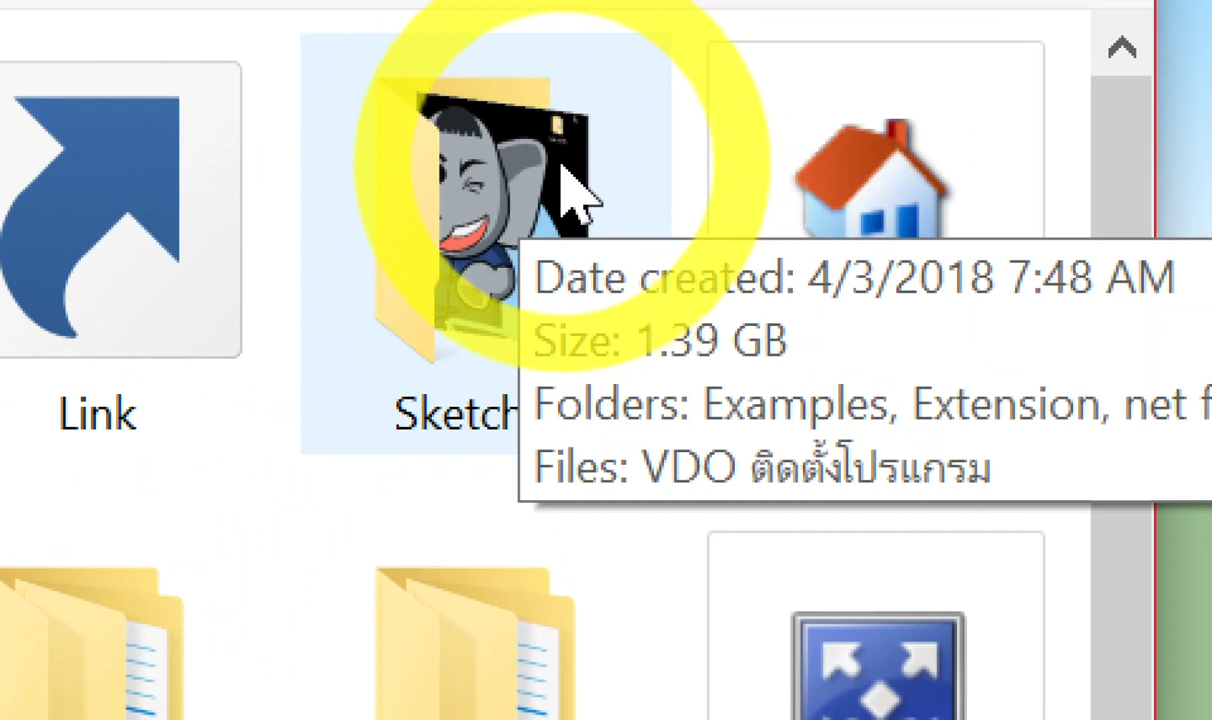 Link
Sketch
Date created: 4/3/2018 7:48 AM
Size: 1.39 GB
Folders: Examples, Extension, net f
Files: VDO ติดตั้งโปรแกรม